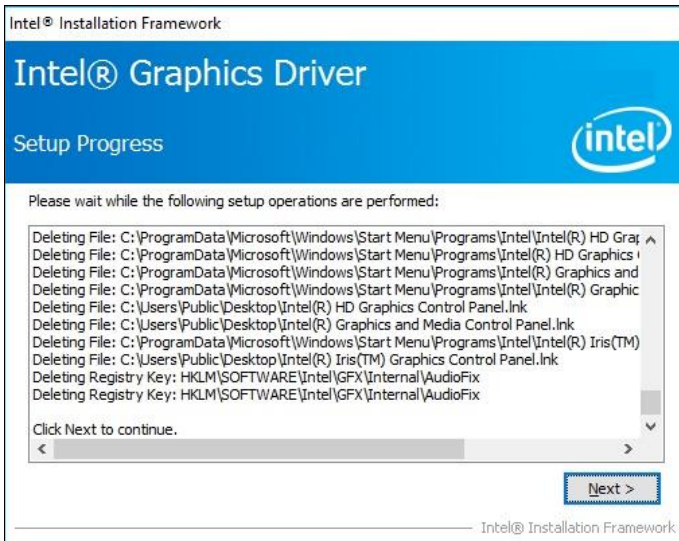 Intel® Installation Framework
Intel® Graphics Driver
Setup Progress
intel
Please wait while the following setup operations are performed:
Deleting File: C:\ProgramData\Microsoft\Windows\Start Menu\Programs\Intel\Intel(R) HD Grap
Deleting File: C:\ProgramData\Microsoft\Windows\Start Menu\Programs\Intel(R) HD Graphics
Deleting File: C:\ProgramData\Microsoft\Windows\Start Menu\Programs\Intel(R) Graphics and
Deleting File: C:\ProgramData\Microsoft\Windows\Start Menu\Programs\Intel\Intel(R) Graphic
Deleting File: C:\Users\Public\Desktop\Intel(R) HD Graphics Control Panel.lnk
Deleting File: C:\Users\Public\Desktop\Intel(R) Graphics and Media Control Panel.lnk
Deleting File: C:\ProgramData\Microsoft\Windows\Start Menu\Programs\Intel\Intel(R) Iris(TM)
Deleting File: C:\Users\Public\Desktop\Intel(R) Iris(TM) Graphics Control Panel.lnk
Deleting Registry Key: HKLM\SOFTWARE\Intel\GFX\Internal\AudioFix
Deleting Registry Key: HKLM\SOFTWARE\Intel\GFX\Internal\AudioFix
Click Next to continue.
Next >
Intel® Installation Framework